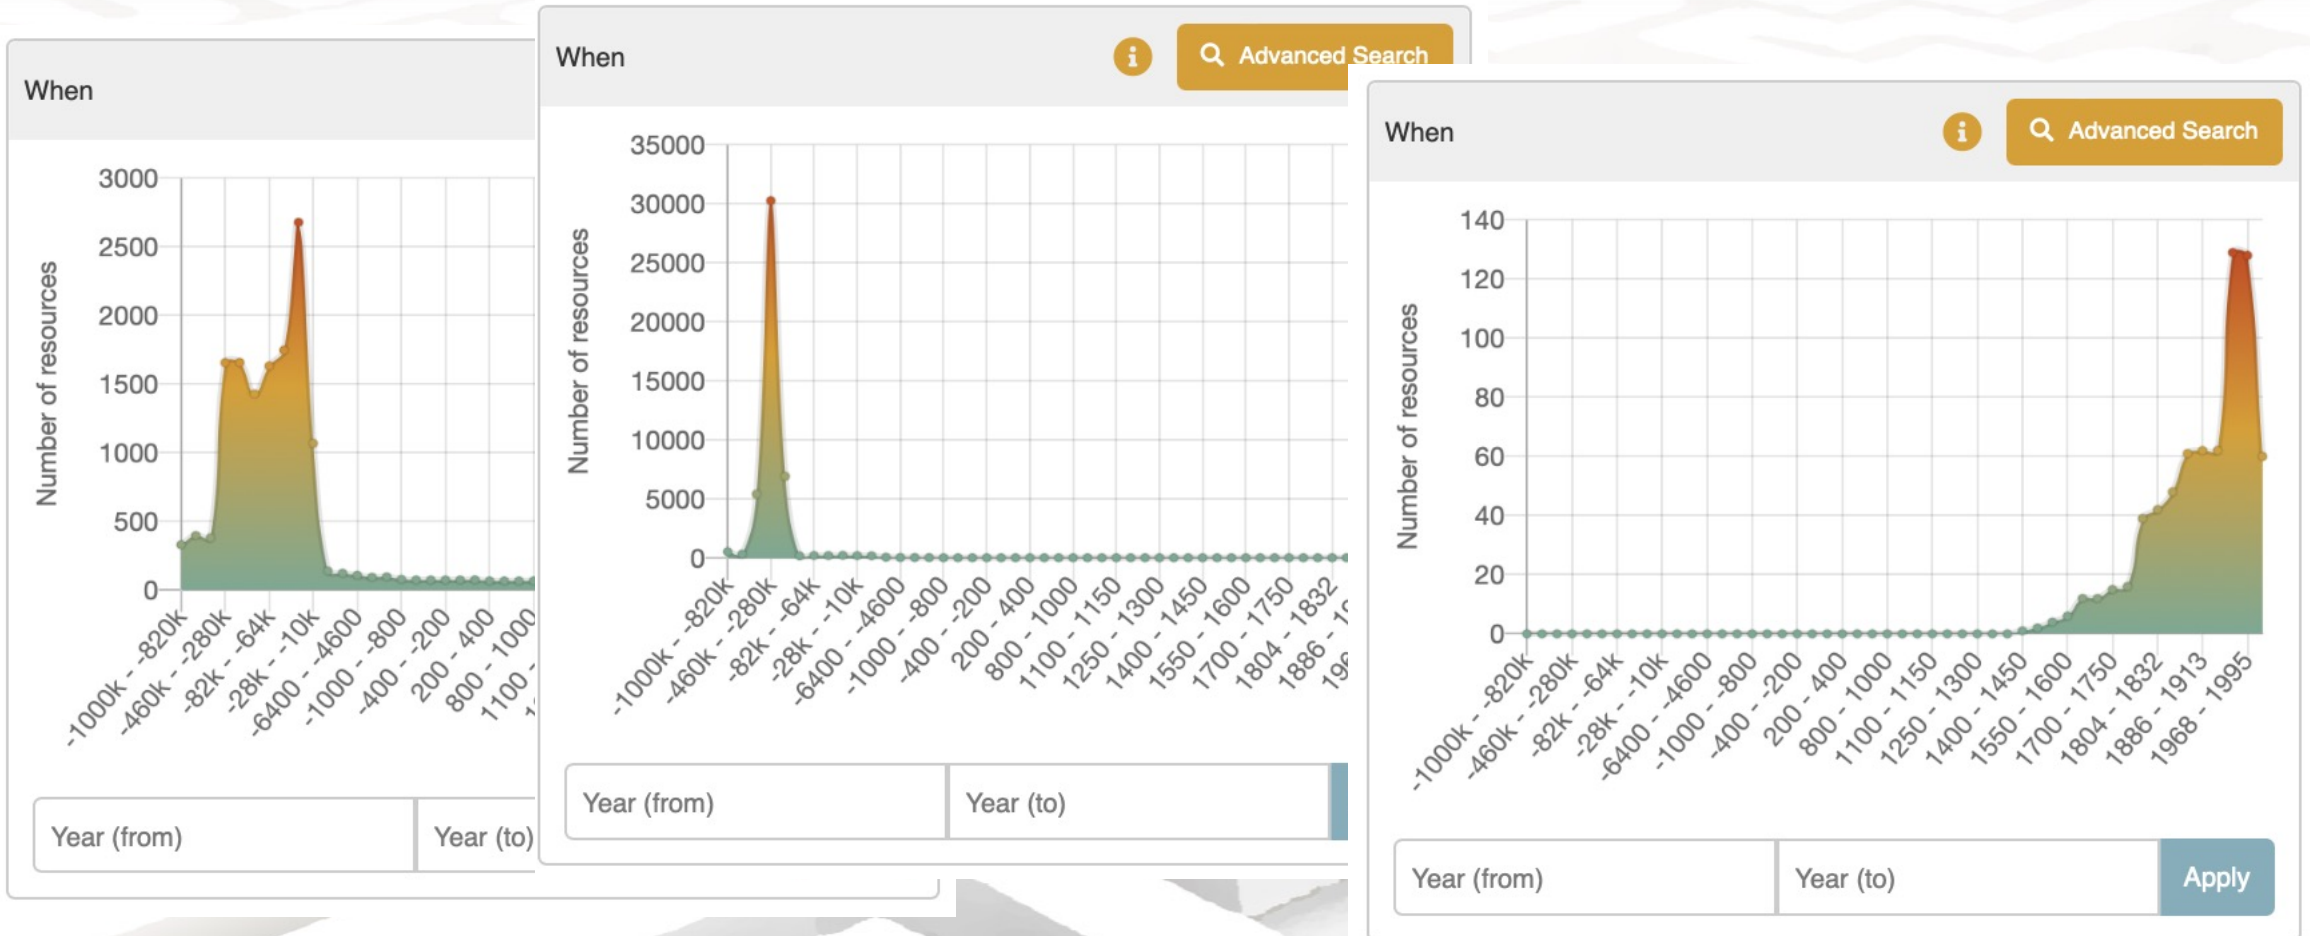 When
Number of resources
3000
2500
2000
1500
1000
500
0
-1000k - -820k
-460k - -280k
-82k - -64k
-28k - -10k
-6400 - -4600
-1000 - -800
-400 - -200
200 - 400
800 - 1000
1100 -
Year (from)
Year (to)
When
Advanced Search
Number of resources
35000
30000
25000
20000
15000
10000
5000
0
-1000k - -820k
-460k - -280k
-82k - -64k
-28k - -10k
-6400 - -4600
-1000 - -800
-400 - -200
200 - 400
800 - 1000
1100 - 1150
1250 - 1300
1400 - 1450
1550 - 1600
1700 - 1750
1804 - 1832
1886 -
Year (from)
Year (to)
When
Advanced Search
Number of resources
140
120
100
80
60
40
20
0
-1000k - -820k
-460k - -280k
-82k - -64k
-28k - -10k
-6400 - -4600
-1000 - -800
-400 - -200
200 - 400
800 - 1000
1100 - 1150
1250 - 1300
1400 - 1450
1550 - 1600
1700 - 1750
1804 - 1832
1886 - 1913
1968 - 1995
Year (from)
Year (to)
Apply